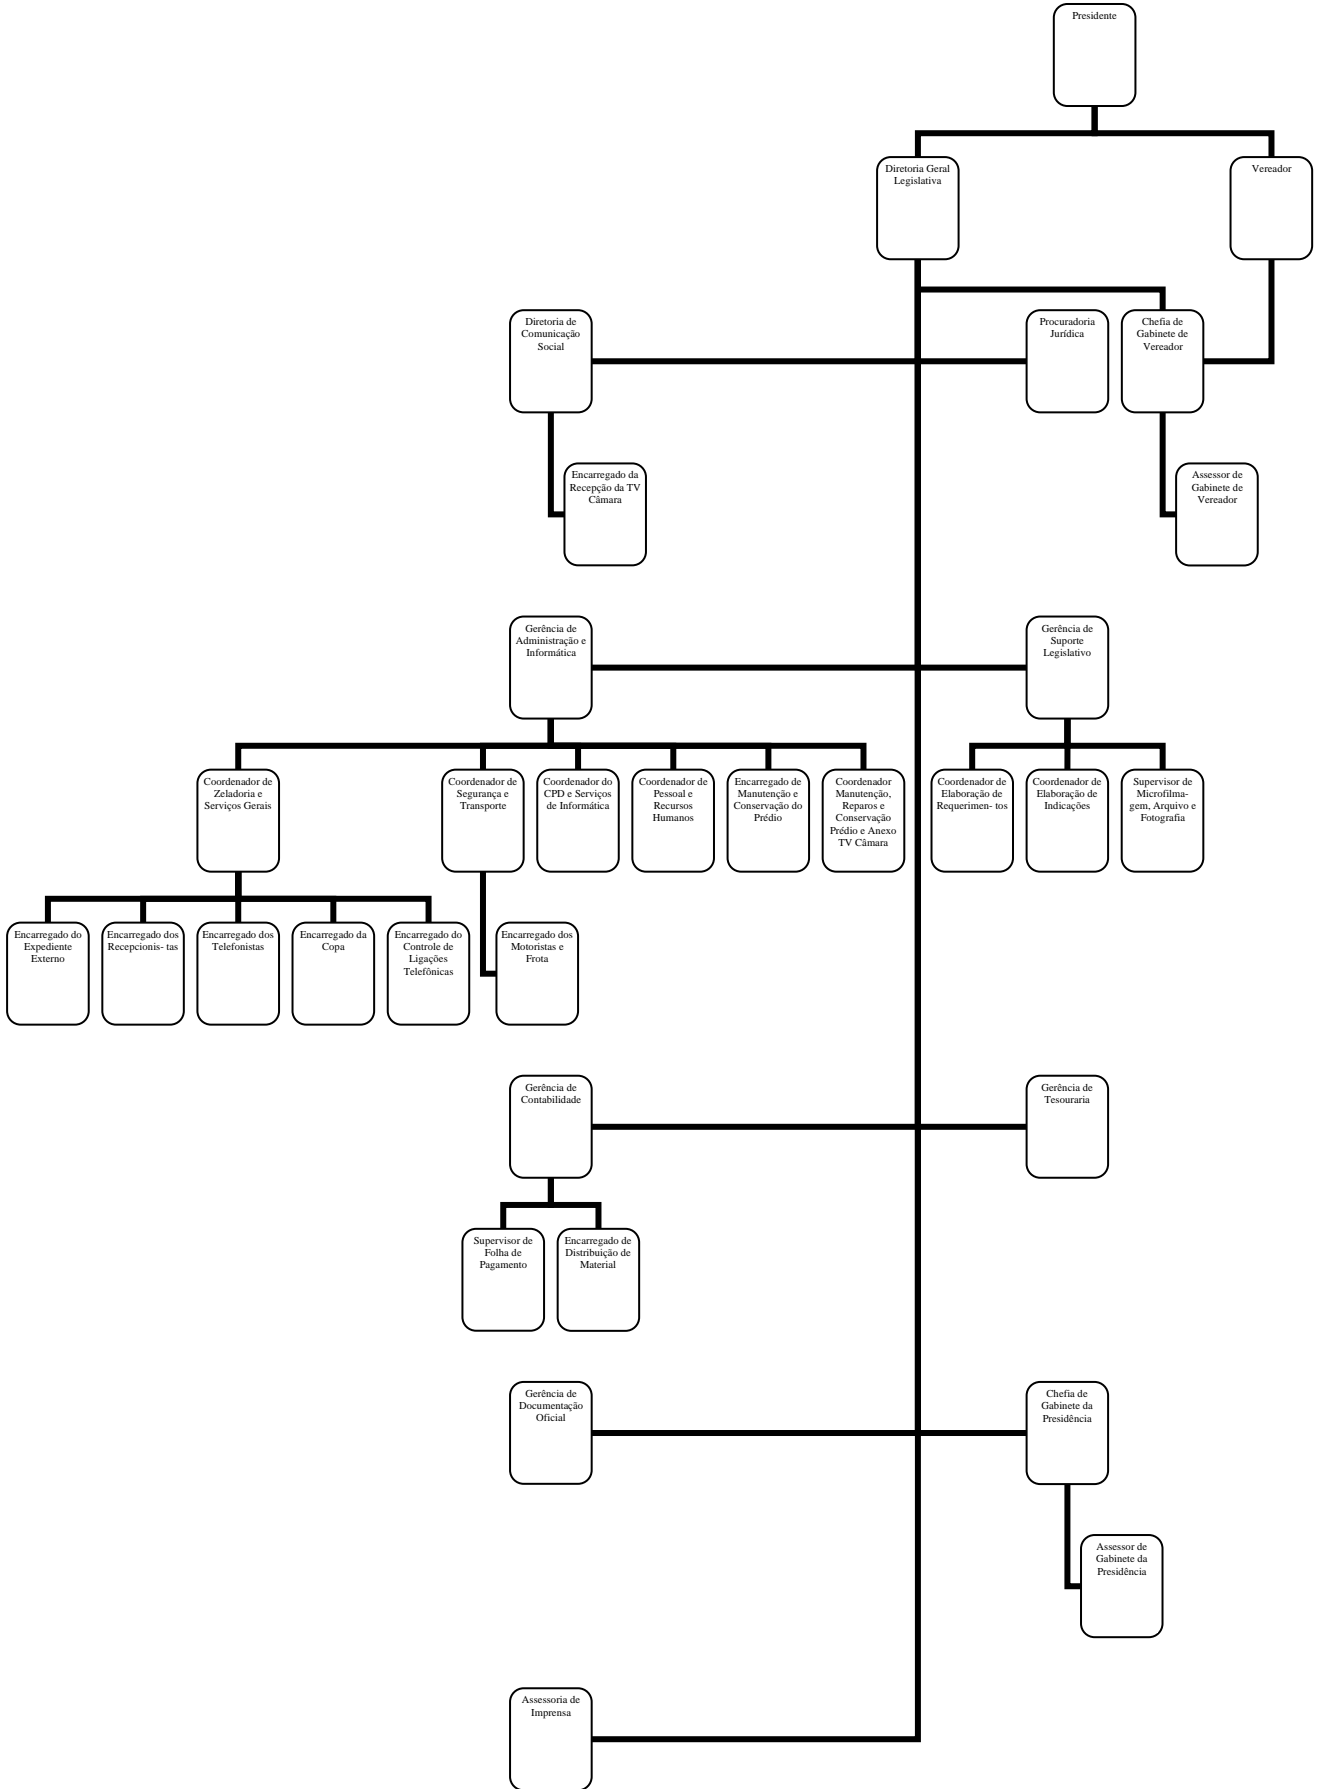 Presidente
Diretoria Geral
Legislativa
Vereador
Diretoria de
Comunicação
Social
Procuradoria
Jurídica
Chefia de
Gabinete de
Vereador
Encarregado da
Recepção da TV
Câmara
Assessor de
Gabinete de
Vereador
Gerência de
Administração e
Informática
Gerência de
Suporte
Legislativo
Coordenador de
Zeladoria e
Serviços Gerais
Coordenador de
Segurança e
Transporte
Coordenador do
CPD e Serviços
de Informática
Coordenador de
Pessoal e
Recursos
Humanos
Encarregado de
Manutenção e
Conservação do
Prédio
Coordenador
Manutenção,
Reparos e
Conservação
Prédio e Anexo
TV Câmara
Coordenador de
Elaboração de
Requerimen- tos
Coordenador de
Elaboração de
Indicações
Supervisor de
Microfilma-
gem, Arquivo e
Fotografia
Encarregado do
Expediente
Externo
Encarregado dos
Recepcionis- tas
Encarregado dos
Telefonistas
Encarregado da
Copa
Encarregado do
Controle de
Ligações
Telefônicas
Encarregado dos
Motoristas e
Frota
Gerência de
Contabilidade
Gerência de
Tesouraria
Supervisor de
Folha de
Pagamento
Encarregado de
Distribuição de
Material
Gerência de
Documentação
Oficial
Chefia de
Gabinete da
Presidência
Assessor de
Gabinete da
Presidência
Assessoria de
Imprensa